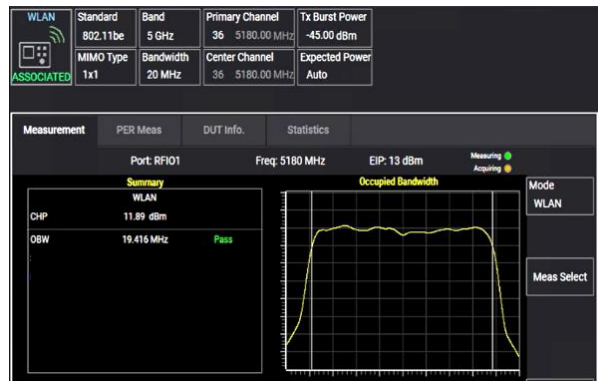 WLAN Standard Band Primary Channel Tx Burst Power
802.11be 5 GHz 36 5180.00 MHz -45.00 dBm
MIMO Type Bandwidth Center Channel Expected Power
ASSOCIATED 1x1 20 MHz 36 5180.00 MHz Auto
Measurement PER Meas DUT Info. Statistics
Port: RFIO1 Freq: 5180 MHz EIP: 13 dBm Measuring
Acquiring
Summary Occupied Bandwidth Mode
WLAN WLAN
CHP 11.89 dBm
OBW 19.416 MHz Pass
:
:
Meas Select